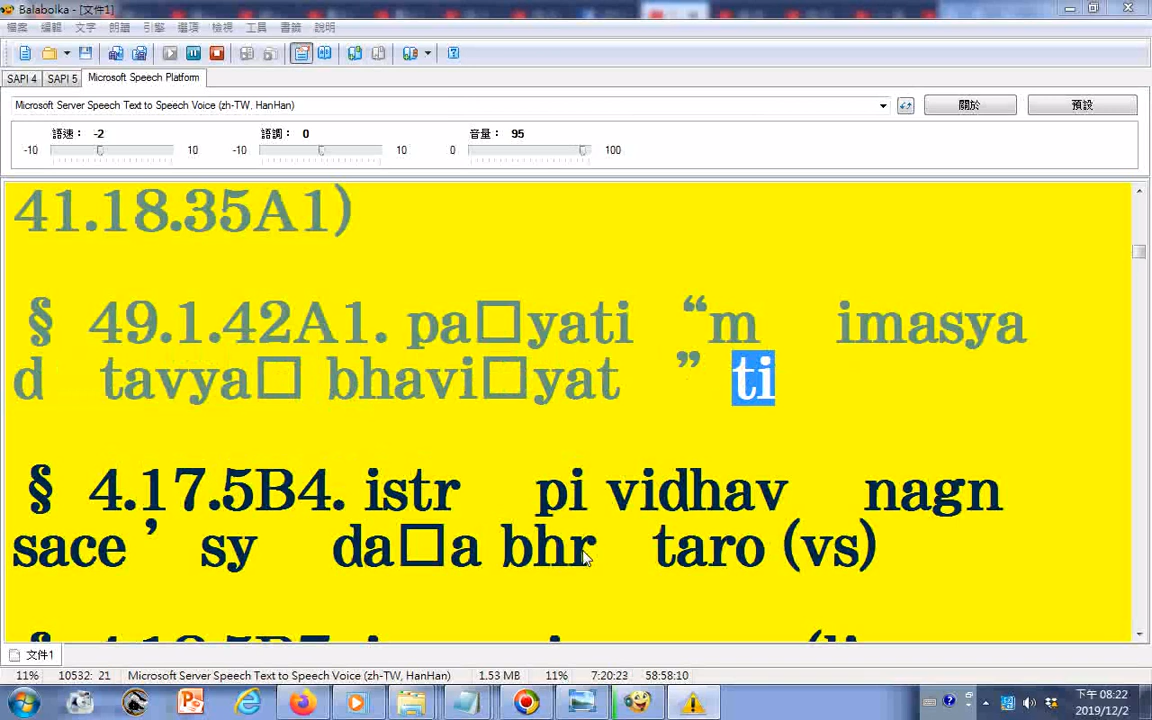 Balabolka - [文件1]
檔案 編輯 文字 朗讀 引擎 選項 檢視 工具 書籤 說明
SAPI 4 SAPI 5 Microsoft Speech Platform
Microsoft Server Speech Text to Speech Voice (zh-TW, HanHan)
關於 預設
語速： -2 語調： 0 音量： 95
-10 10 -10 10 0 100
41.18.35A1)
§ 49.1.42A1. pa□yati “m imasya
d tavya□ bhavi□yat ” ti
§ 4.17.5B4. istr pi vidhav nagn
sace ’ sy da□a bhr taro (vs)
文件1
11% 10532: 21 Microsoft Server Speech Text to Speech Voice (zh-TW, HanHan) 1.53 MB 11% 7:20:23 58:58:10
下午 08:22
2019/12/2